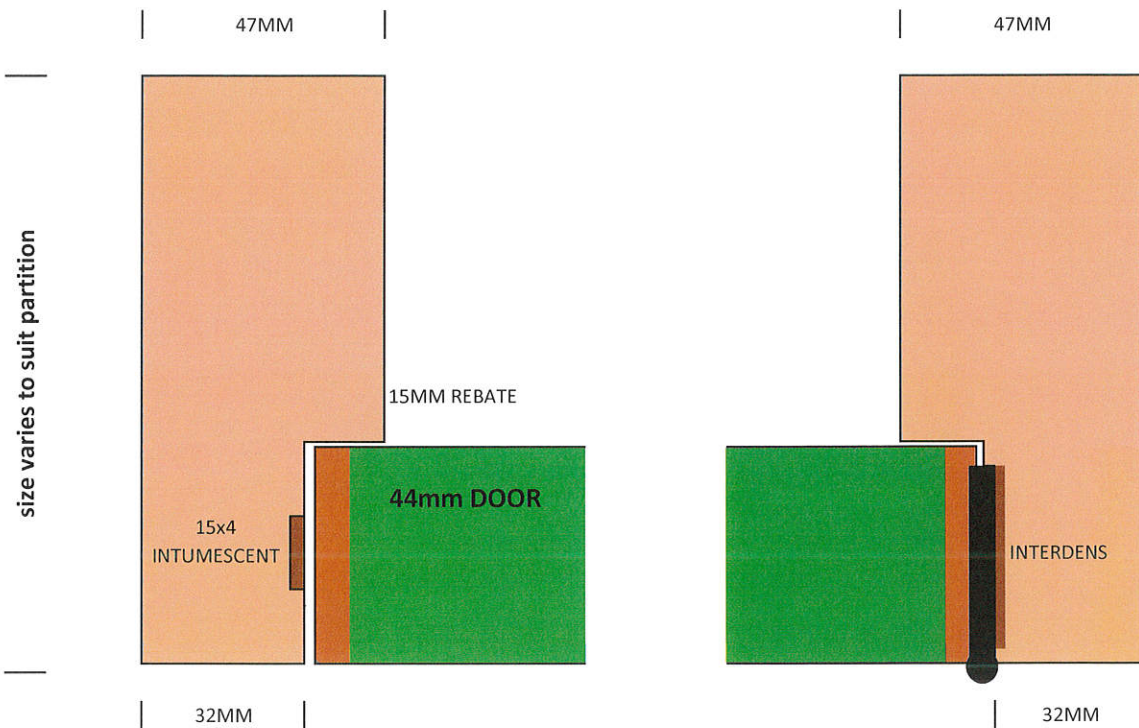 47MM
47MM
size varies to suit partition
15MM REBATE
44mm DOOR
15x4
INTUMESCENT
INTERDENS
32MM
32MM